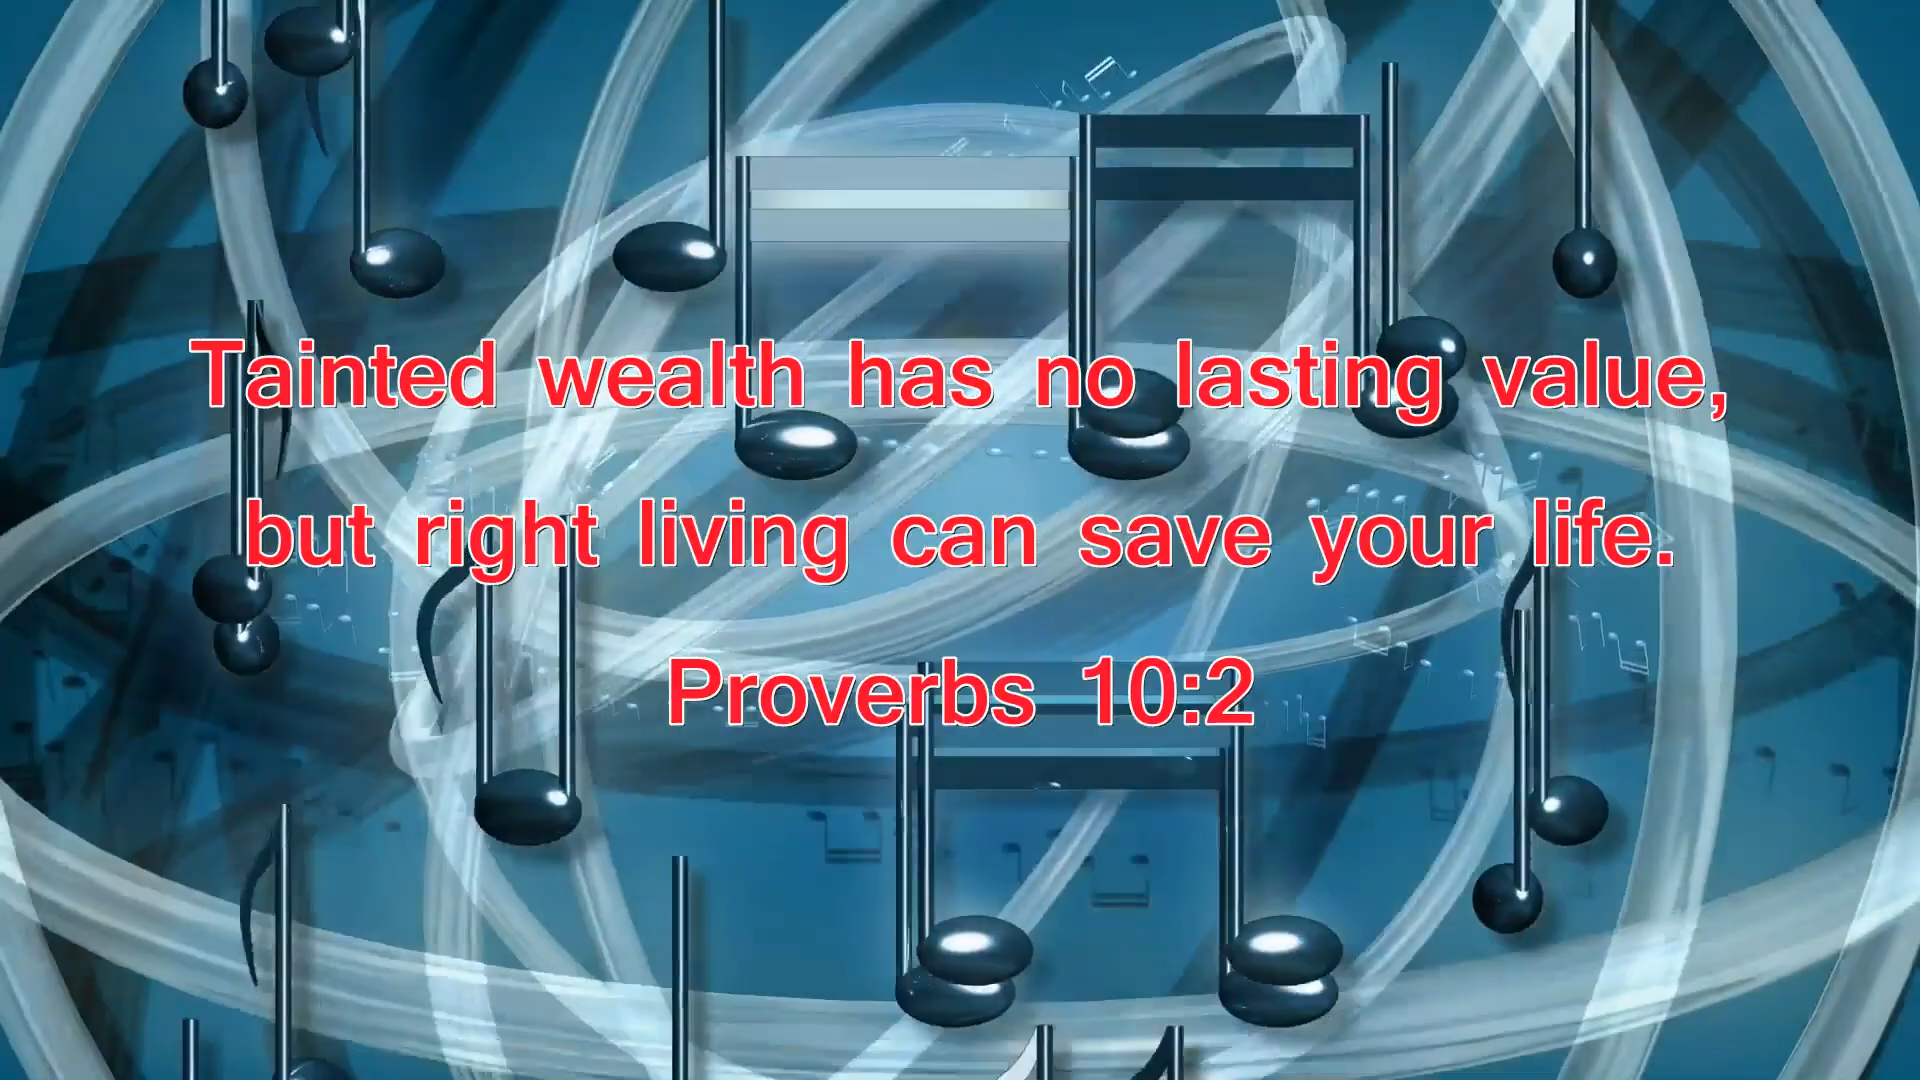 Tainted wealth has no lasting value,
but right living can save your life.
Proverbs 10:2